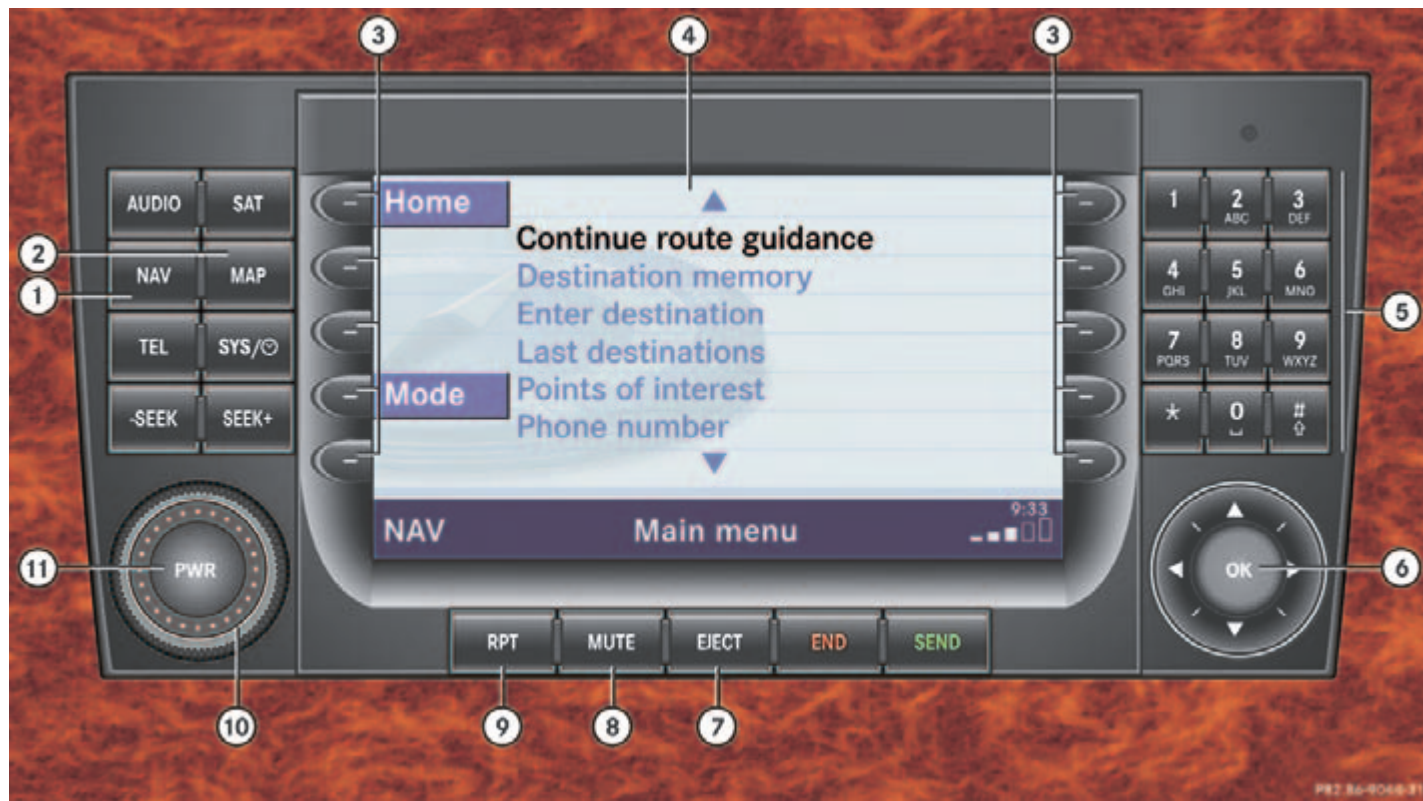 3 4 3
AUDIO SAT
Home
1 2 ABC 3 DEF
2
NAV MAP
1
Continue route guidance
Destination memory
4 GHI 5 JKL 6 MNO
5
Enter destination
TEL SYS/
Last destinations
7 PQRS 8 TUV 9 WXYZ
Mode
Points of interest
-SEEK SEEK+
Phone number
* 0 #
NAV Main menu 9:33
11 PWR
OK 6
RPT MUTE EJECT END SEND
10 9 8 7